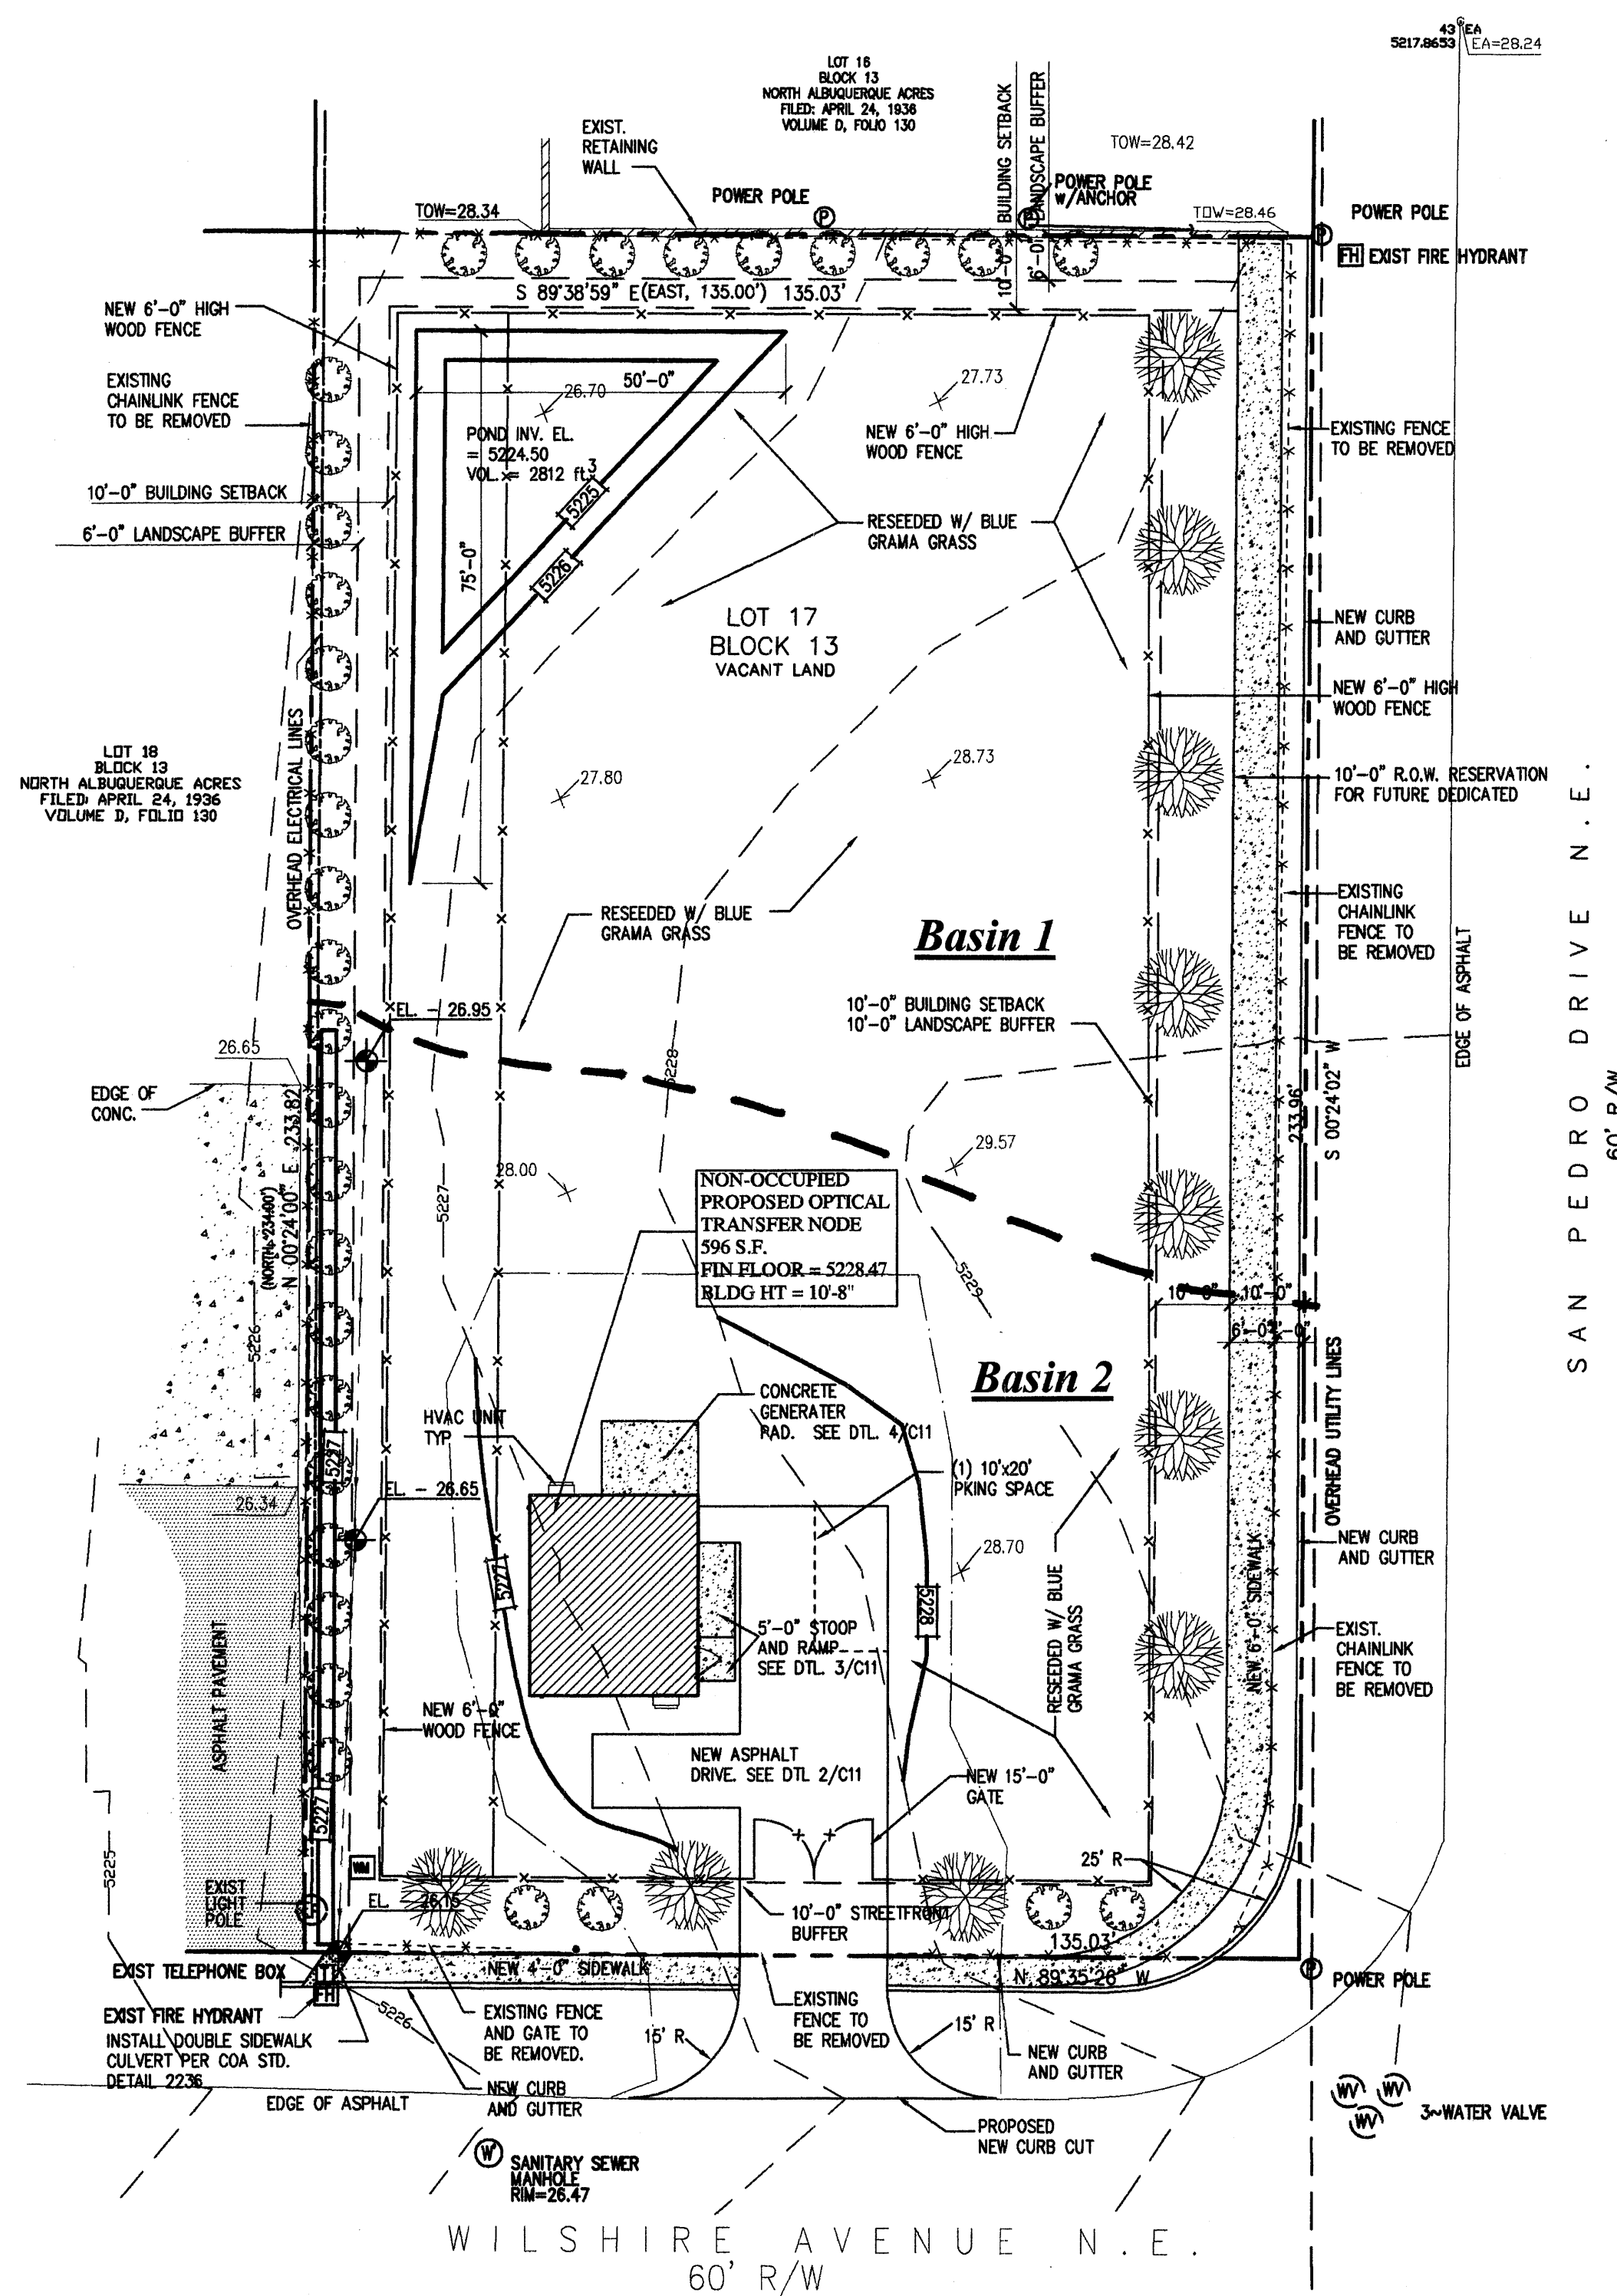 43 EA
5217.8653 EA=28.24
LOT 16
BLOCK 13
NORTH ALBUQUERQUE ACRES
FILED: APRIL 24, 1936
VOLUME D, FOLIO 130
EXIST.
RETAINING
WALL
BUILDING SETBACK
LANDSCAPE BUFFER
10'-0"
6'-0"
TOW=28.42
POWER POLE
POWER POLE
w/ANCHOR
TOW=28.34
TOW=28.46
POWER POLE
P
P
P
FH EXIST FIRE HYDRANT
S 89°38'59" E(EAST, 135.00') 135.03'
NEW 6'-0" HIGH
WOOD FENCE
EXISTING
CHAINLINK FENCE
TO BE REMOVED
50'-0"
26.70
27.73
POND INV. EL.
= 5224.50
VOL. = 2812 ft.3
5225
5226
75'-0"
NEW 6'-0" HIGH
WOOD FENCE
EXISTING FENCE
TO BE REMOVED
10'-0" BUILDING SETBACK
6'-0" LANDSCAPE BUFFER
RESEEDED W/ BLUE
GRAMA GRASS
LOT 17
BLOCK 13
VACANT LAND
NEW CURB
AND GUTTER
NEW 6'-0" HIGH
WOOD FENCE
OVERHEAD ELECTRICAL LINES
LOT 18
BLOCK 13
NORTH ALBUQUERQUE ACRES
FILED: APRIL 24, 1936
VOLUME D, FOLIO 130
27.80
28.73
10'-0" R.O.W. RESERVATION
FOR FUTURE DEDICATED
SAN PEDRO DRIVE N.E.
60' R/W
RESEEDED W/ BLUE
GRAMA GRASS
Basin 1
EXISTING
CHAINLINK
FENCE TO
BE REMOVED
EDGE OF ASPHALT
10'-0" BUILDING SETBACK
10'-0" LANDSCAPE BUFFER
EL. - 26.95
26.65
EDGE OF
CONC.
5228
(NORTH, 234.00')
N 00°24'00" E 233.82
233.96'
S 00°24'02" W
29.57
28.00
5227
5229
5226
NON-OCCUPIED
PROPOSED OPTICAL
TRANSFER NODE
596 S.F.
FIN FLOOR = 5228.47
BLDG HT = 10'-8"
10'-0" 10'-0"
6'-0"
Basin 2
OVERHEAD UTILITY LINES
CONCRETE
GENERATER
PAD. SEE DTL. 4/C11
HVAC UNIT
TYP
5227
EL. - 26.65
26.34
(1) 10'x20'
PKING SPACE
28.70
5227
5228
NEW CURB
AND GUTTER
NEW 6'-0" SIDEWALK
RESEEDED W/ BLUE
GRAMA GRASS
5'-0" STOOP
AND RAMP
SEE DTL. 3/C11
EXIST.
CHAINLINK
FENCE TO
BE REMOVED
ASPHALT PAVEMENT
NEW 6'-0"
WOOD FENCE
NEW ASPHALT
DRIVE. SEE DTL 2/C11
NEW 15'-0"
GATE
5227
5225
WM
25' R
EXIST
LIGHT
POLE
EL. 26.15
10'-0" STREETFRONT
BUFFER
135.03'
N 89°35'26" W
NEW 4'-0" SIDEWALK
EXIST TELEPHONE BOX
T
P
POWER POLE
EXIST FIRE HYDRANT
FH
5226
INSTALL DOUBLE SIDEWALK
CULVERT PER COA STD.
DETAIL 2236
EXISTING FENCE
AND GATE TO
BE REMOVED.
15' R
EXISTING
FENCE TO
BE REMOVED
15' R
NEW CURB
AND GUTTER
NEW CURB
AND GUTTER
EDGE OF ASPHALT
PROPOSED
NEW CURB CUT
WV WV
WV
3~WATER VALVE
W
SANITARY SEWER
MANHOLE
RIM=26.47
WILSHIRE AVENUE N.E.
60' R/W